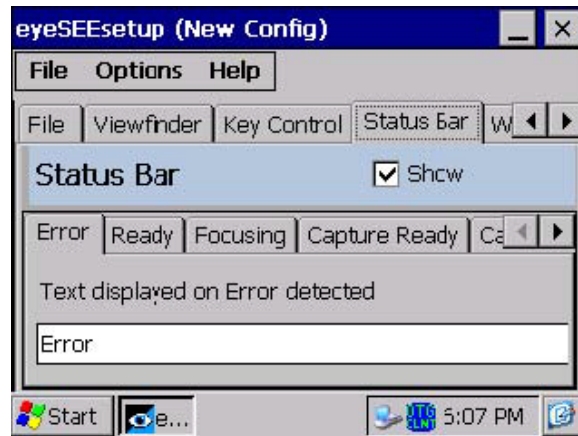 eyeSEEsetup (New Config)
File Options Help
File Viewfinder Key Control Status Bar W
Status Bar Show
Error Ready Focusing Capture Ready Ca
Text displayed on Error detected
Error
Start e... 5:07 PM